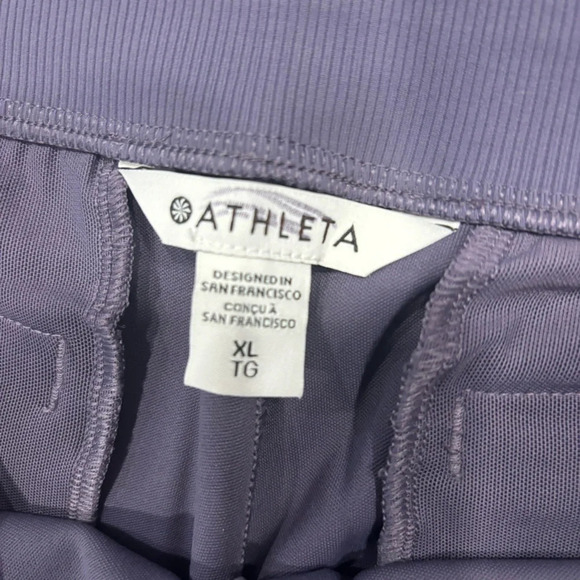 ATHLETA
DESIGNED IN
SAN FRANCISCO
CONÇU À
SAN FRANCISCO
XL
TG